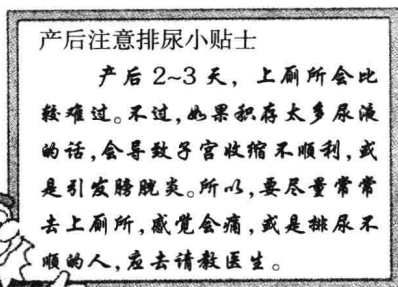 产后注意排尿小贴士
产后2~3天，上厕所会比
较难过。不过，如果积存太多尿液
的话，会导致子宫收缩不顺利，或
是引发膀胱炎。所以，要尽量常常
去上厕所，感觉会痛，或是排尿不
顺的人，应去请教医生。